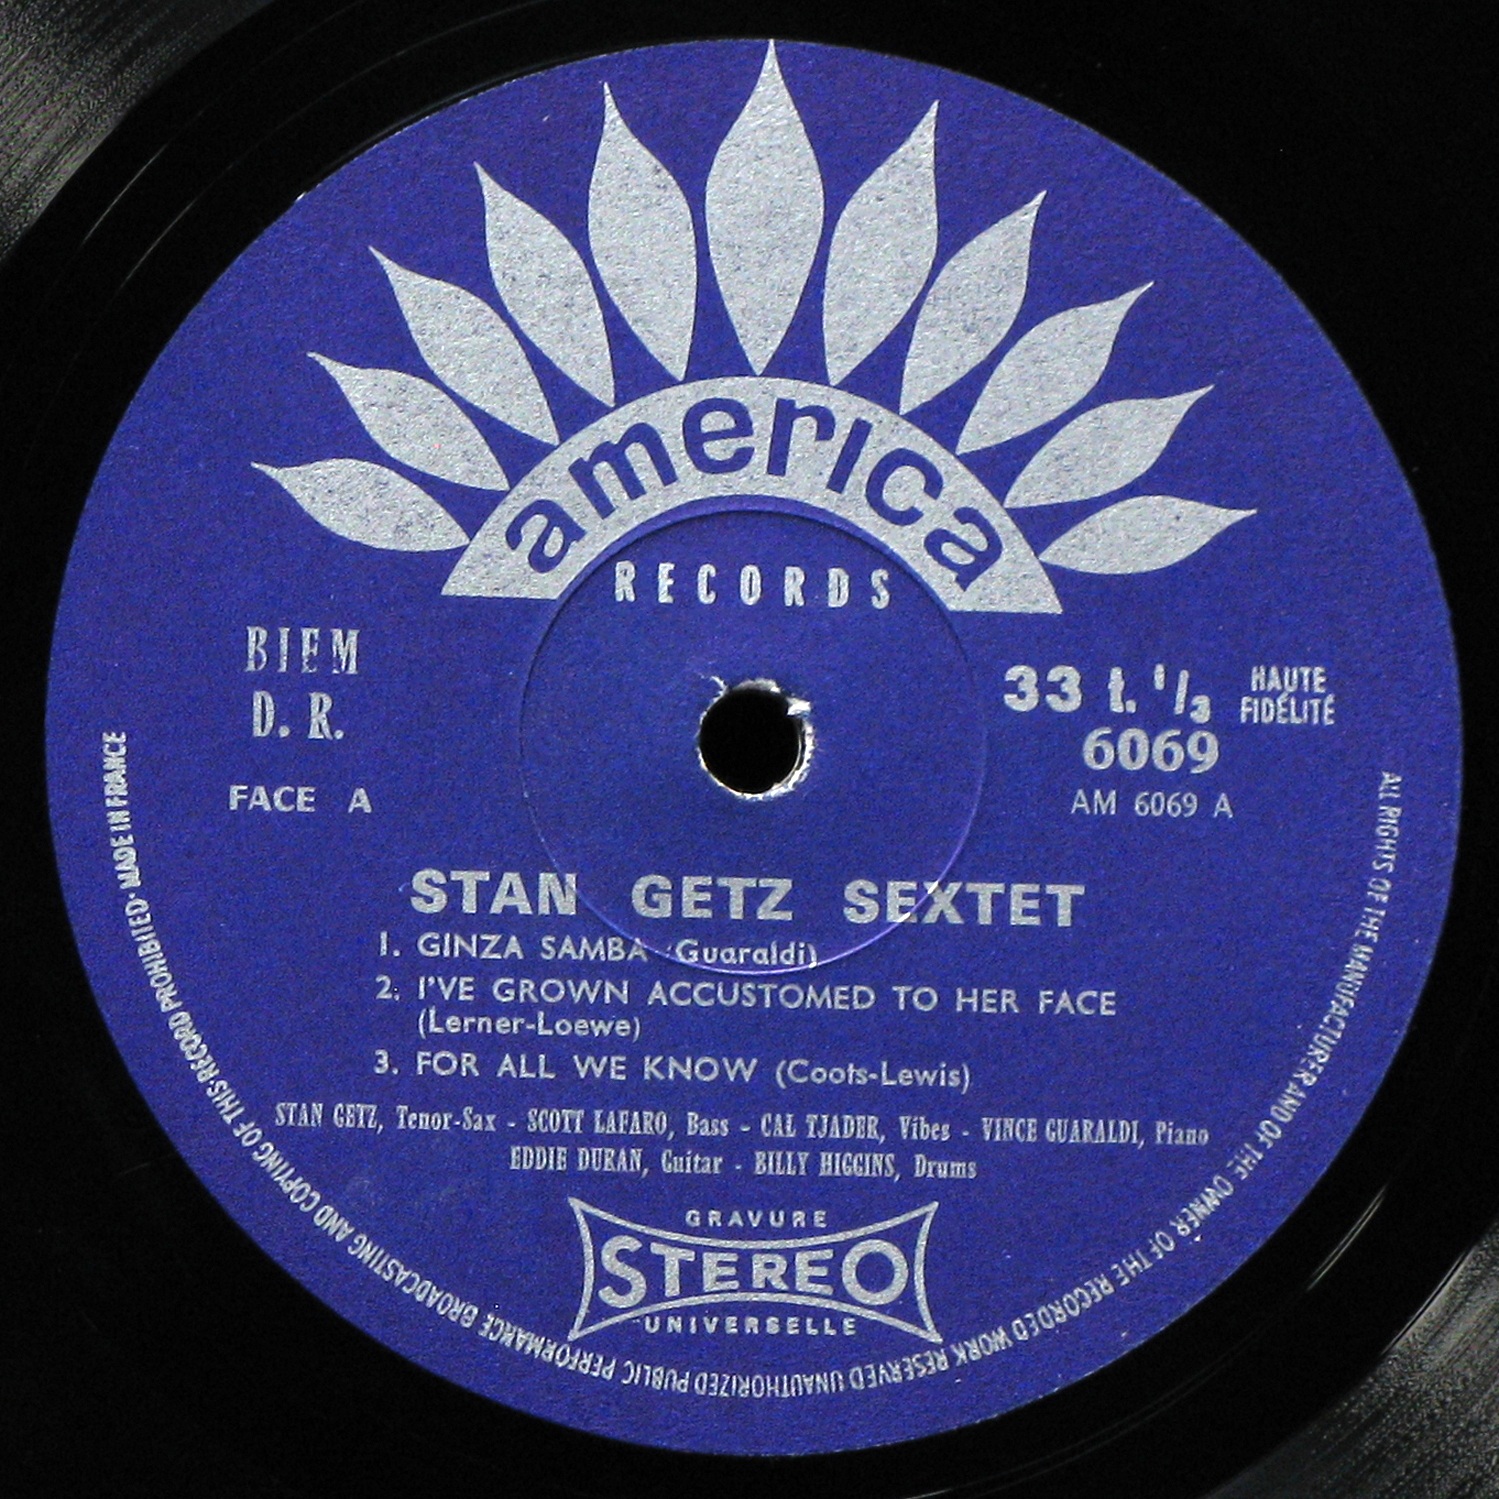 america
RECORDS
BIEM
D. R.
FACE A
33 t. 1/3
HAUTE
FIDÉLITÉ
6069
AM 6069 A
STAN GETZ SEXTET
1. GINZA SAMBA (Guaraldi)
2. I'VE GROWN ACCUSTOMED TO HER FACE
(Lerner-Loewe)
3. FOR ALL WE KNOW (Coots-Lewis)
STAN GETZ, Tenor-Sax - SCOTT LAFARO, Bass - CAL TJADER, Vibes - VINCE GUARALDI, Piano
EDDIE DURAN, Guitar - BILLY HIGGINS, Drums
GRAVURE
STEREO
UNIVERSELLE
ALL RIGHTS OF THE MANUFACTURER AND OF THE OWNER OF THE RECORDED WORK RESERVED UNAUTHORIZED PUBLIC PERFORMANCE BROADCASTING AND COPYING OF THIS RECORD PROHIBITED · MADE IN FRANCE